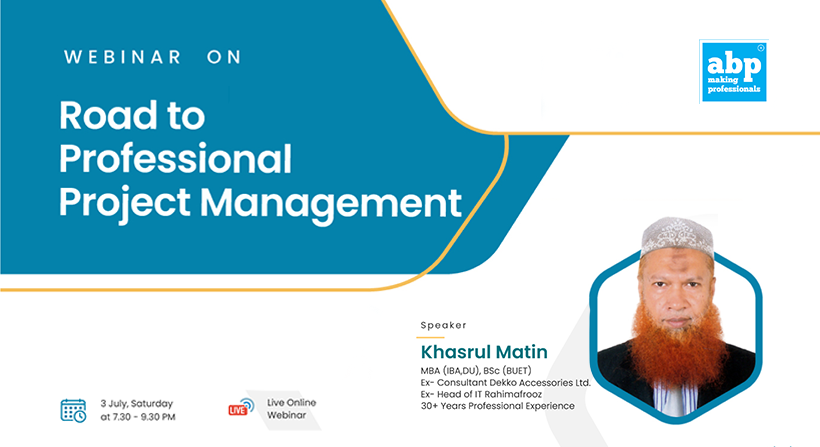 WEBINAR ON
abp
making
professionals
Road to
Professional
Project Management
Speaker
Khasrul Matin
MBA (IBA,DU), BSc (BUET)
Ex- Consultant Dekko Accessories Ltd.
Ex- Head of IT Rahimafrooz
30+ Years Professional Experience
3 July, Saturday
at 7.30 - 9.30 PM
LIVE
Live Online
Webinar